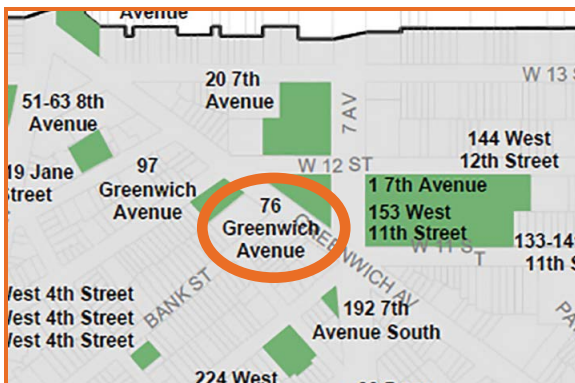 Avenue
W 13 S
20 7th
Avenue
7 AV
51-63 8th
Avenue
144 West
12th Street
W 12 ST
19 Jane
Street
97
Greenwich
Avenue
1 7th Avenue
153 West
11th Street
76
Greenwich
Avenue
GREENWICH AV
W 11 ST
133-14
11th S
BANK ST
West 4th Street
West 4th Street
West 4th Street
192 7th
Avenue South
PA
224 West